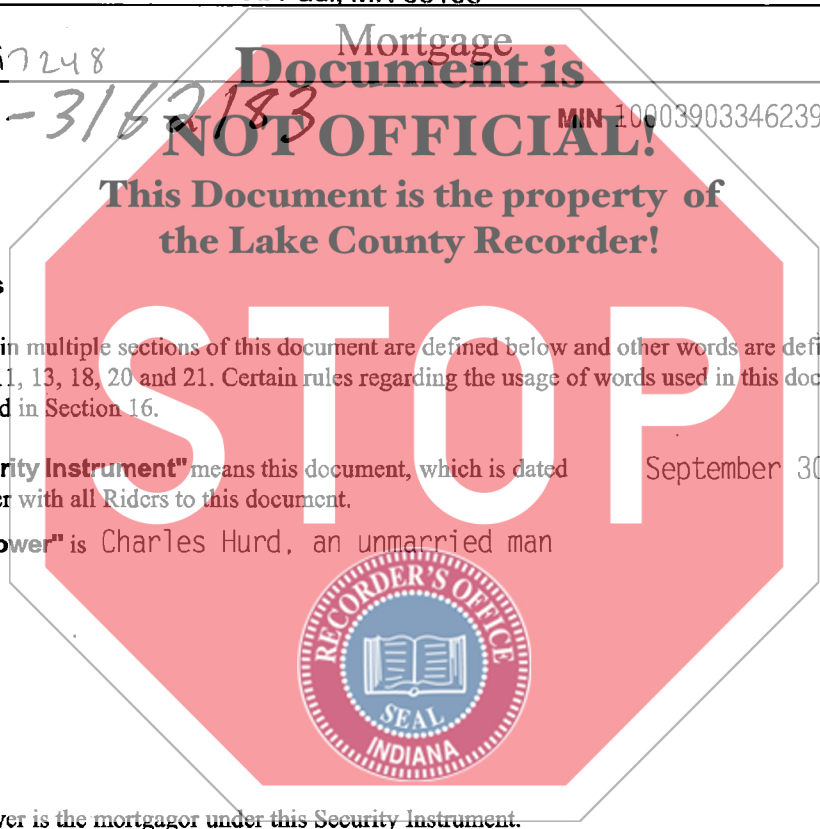 Mortgage
Document is
7248
-3162183
MIN 10003903346239
NOT OFFICIAL!
This Document is the property of
the Lake County Recorder!
s
STOP
in multiple sections of this document are defined below and other words are defi
11, 13, 18, 20 and 21. Certain rules regarding the usage of words used in this doc
d in Section 16.
rity Instrument" means this document, which is dated September 30
er with all Riders to this document.
ower" is Charles Hurd, an unmarried man
RECORDER'S OFFICE
SEAL
INDIANA
ver is the mortgagor under this Security Instrument.